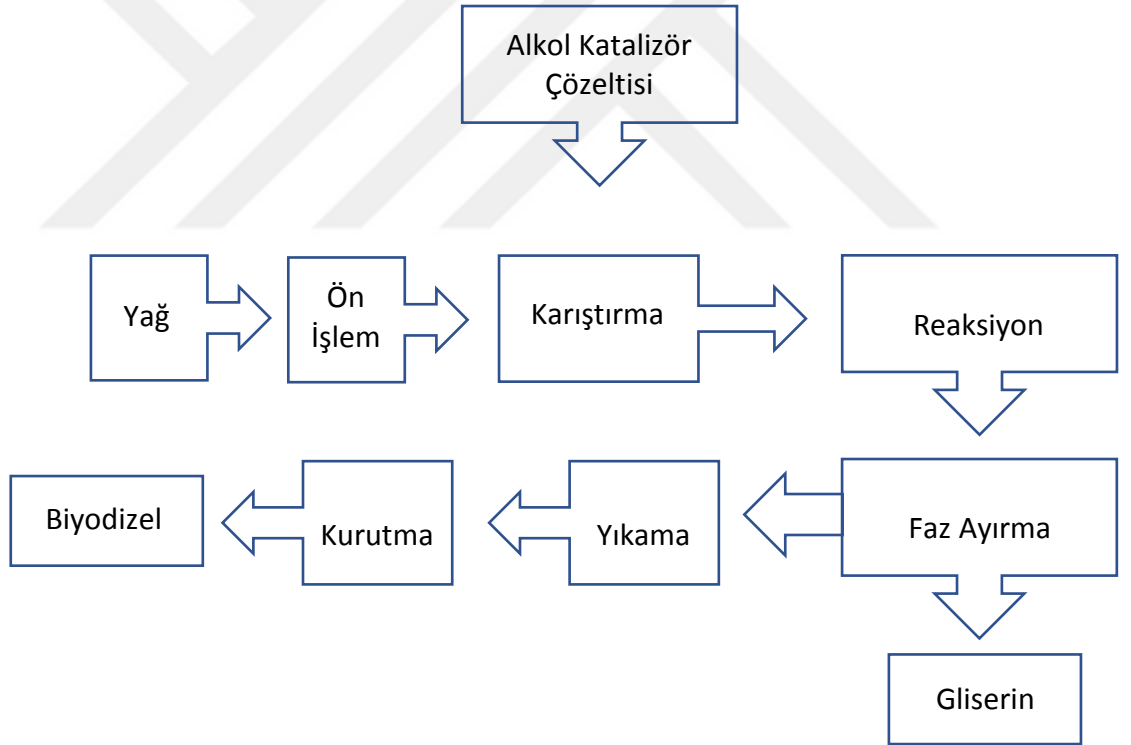 Alkol Katalizör
Çözeltisi
Yağ
Ön
İşlem
Karıştırma
Reaksiyon
Biyodizel
Kurutma
Yıkama
Faz Ayırma
Gliserin